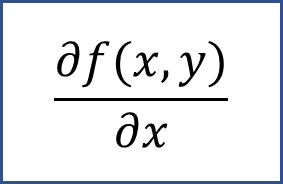 ∂f(x, y)
∂x